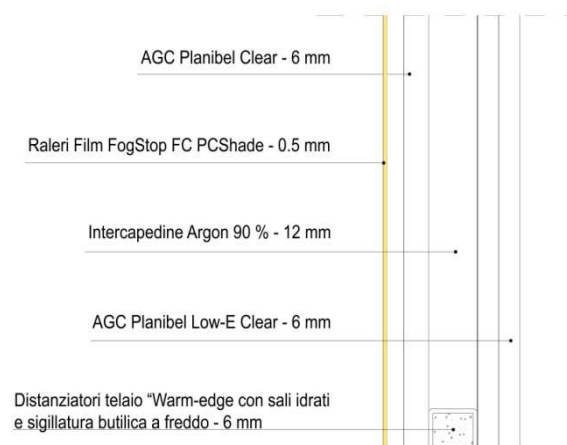 AGC Planibel Clear - 6 mm
Raleri Film FogStop FC PCShade - 0.5 mm
Intercapedine Argon 90 % - 12 mm
AGC Planibel Low-E Clear - 6 mm
Distanziatori telaio “Warm-edge con sali idrati
e sigillatura butilica a freddo - 6 mm